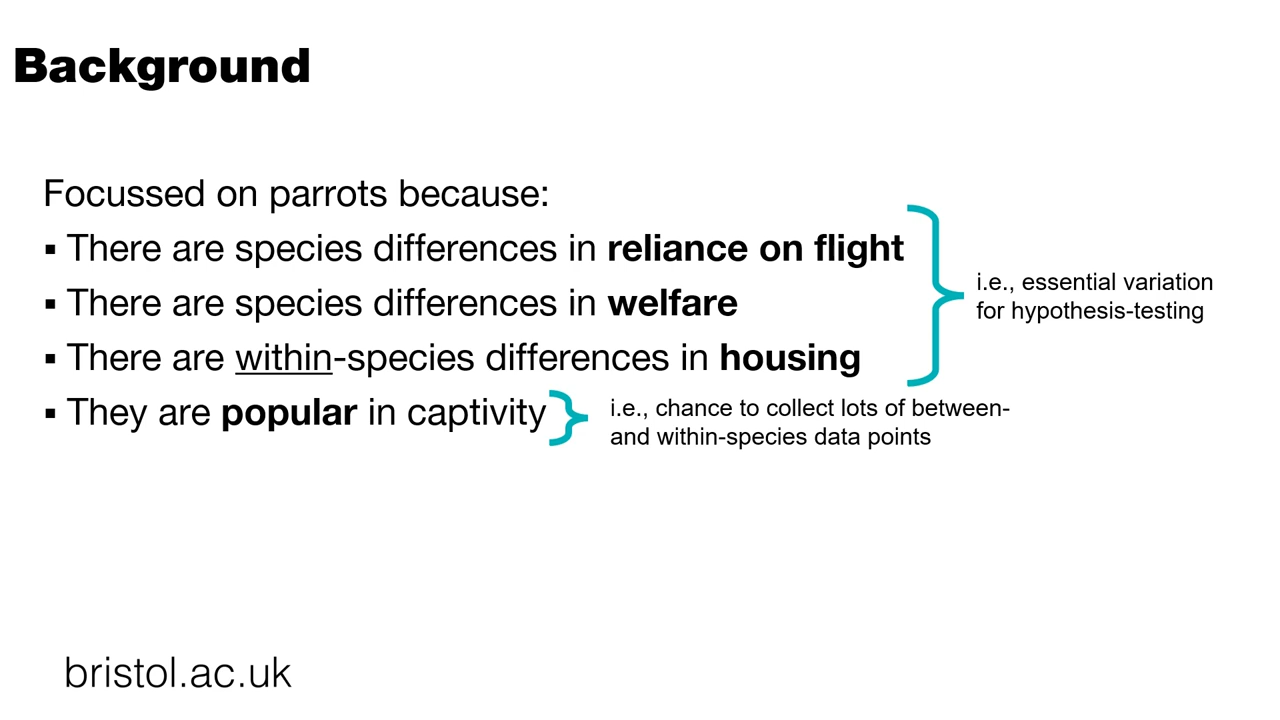 Background
Focussed on parrots because:
▪ There are species differences in reliance on flight
▪ There are species differences in welfare
▪ There are within-species differences in housing
▪ They are popular in captivity
i.e., essential variation
for hypothesis-testing
i.e., chance to collect lots of between-
and within-species data points
bristol.ac.uk